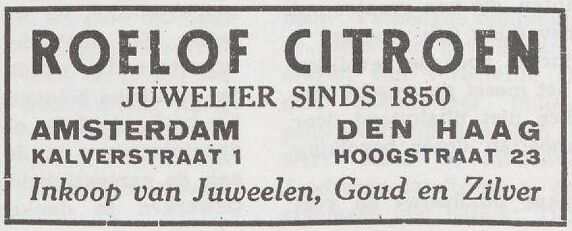 ROELOF CITROEN
JUWELIER SINDS 1850
AMSTERDAM DEN HAAG
KALVERSTRAAT 1 HOOGSTRAAT 23
Inkoop van Juweelen, Goud en Zilver